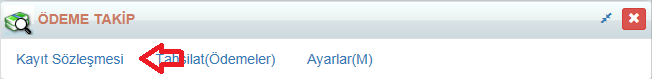 ÖDEME TAKİP
Kayıt Sözleşmesi Tahsilat(Ödemeler) Ayarlar(M)